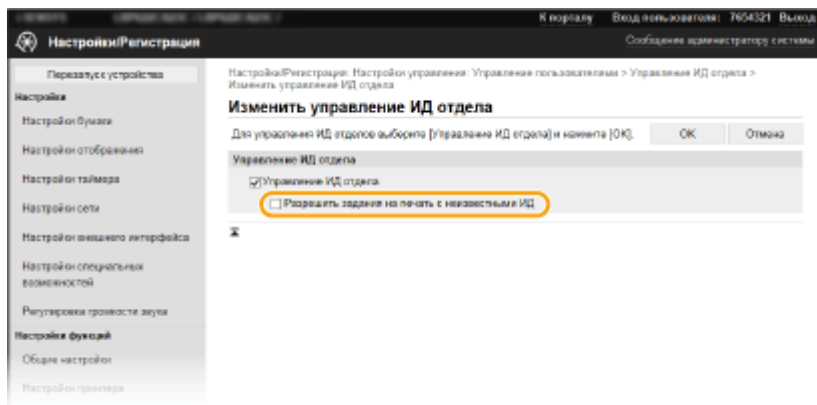 К порталу Вход пользователя: 7654321 Выход
Настройки/Регистрация
Сообщение администратору системы
Перезапуск устройства
Настройки
Настройки бумаги
Настройки отображения
Настройки таймера
Настройки сети
Настройки внешнего интерфейса
Настройки специальных
возможностей
Регулировка громкости звука
Настройки функций
Общие настройки
Настройки принтера
Настройки/Регистрация: Настройки управления: Управление пользователями > Управление ИД отдела >
Изменить управление ИД отдела
Изменить управление ИД отдела
Для управления ИД отделов выберите [Управление ИД отдела] и нажмите [OK].
OK Отмена
Управление ИД отдела
Управление ИД отдела
Разрешить задания на печать с неизвестными ИД